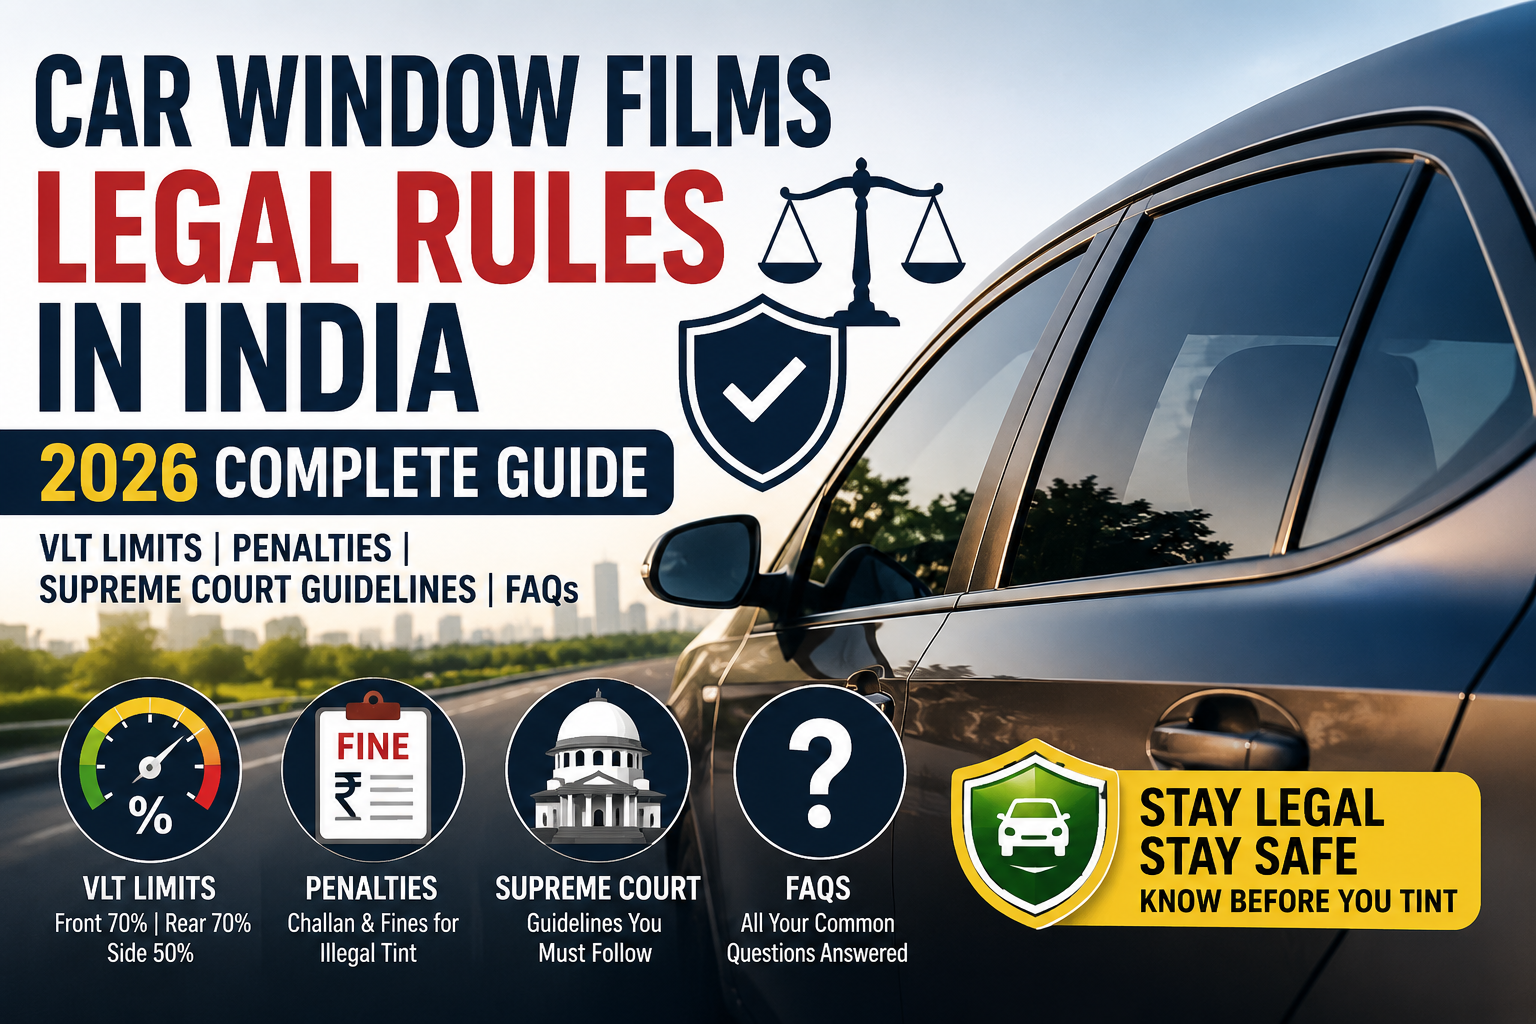 CAR WINDOW FILMS
LEGAL RULES
IN INDIA
2026 COMPLETE GUIDE
VLT LIMITS | PENALTIES |
SUPREME COURT GUIDELINES | FAQs
%
VLT LIMITS
Front 70% | Rear 70%
Side 50%
FINE
₹
PENALTIES
Challan & Fines for
Illegal Tint
SUPREME COURT
Guidelines You
Must Follow
?
FAQS
All Your Common
Questions Answered
STAY LEGAL
STAY SAFE
KNOW BEFORE YOU TINT